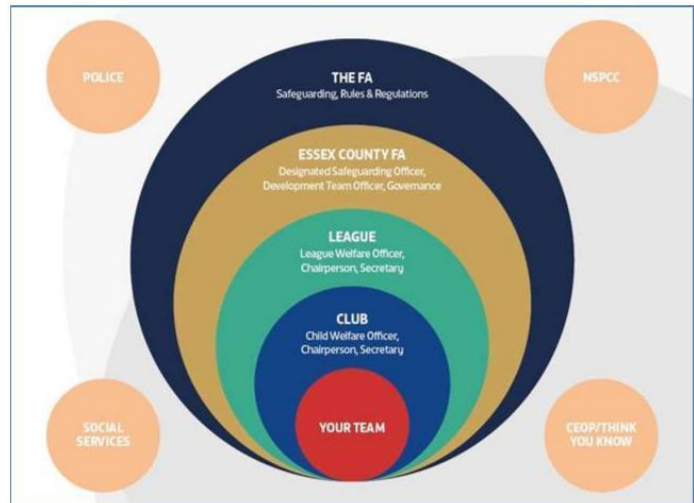 POLICE
THE FA
Safeguarding, Rules & Regulations
NSPCC
ESSEX COUNTY FA
Designated Safeguarding Officer,
Development Team Officer, Governance
LEAGUE
League Welfare Officer,
Chairperson, Secretary
CLUB
Child Welfare Officer,
Chairperson, Secretary
SOCIAL
SERVICES
YOUR TEAM
CEOP/THINK
YOU KNOW